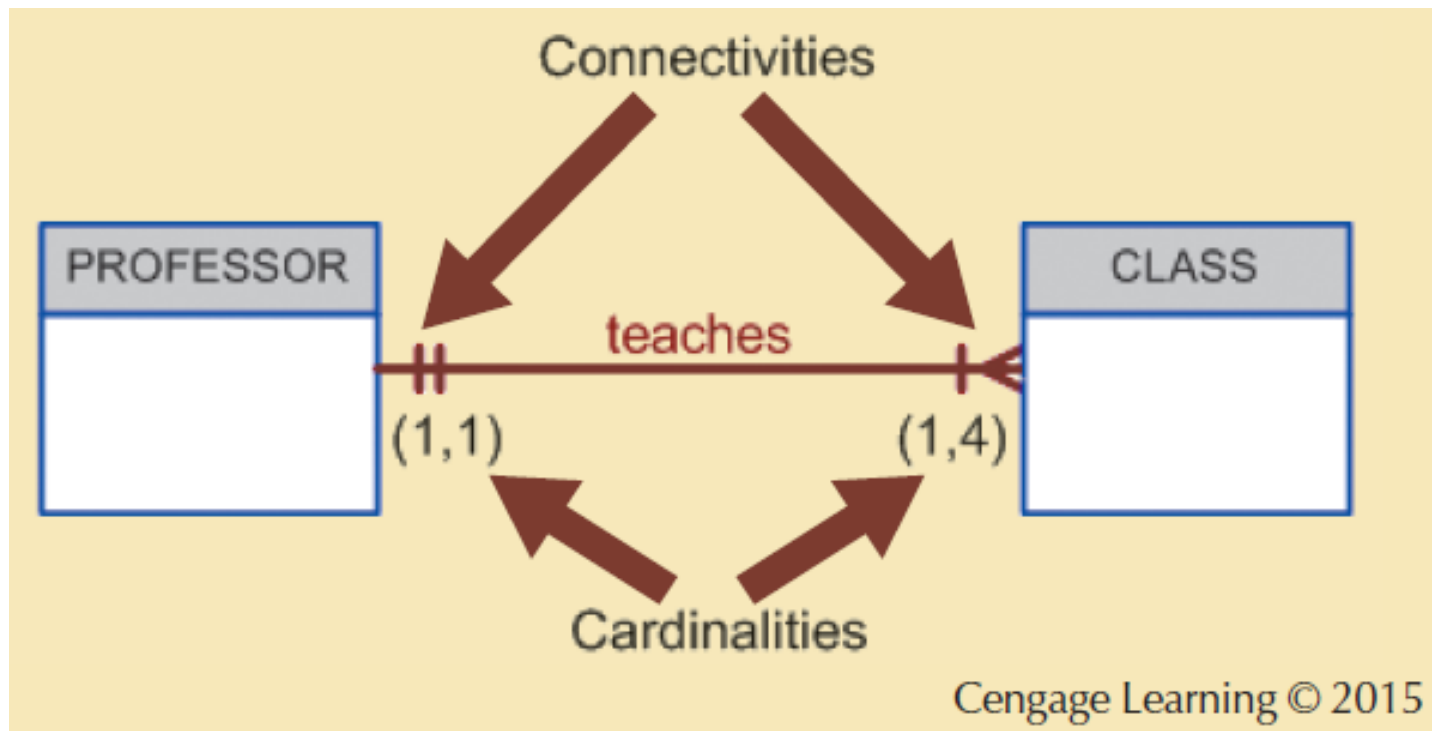 Connectivities
PROFESSOR
CLASS
teaches
(1,1)
(1,4)
Cardinalities
Cengage Learning © 2015